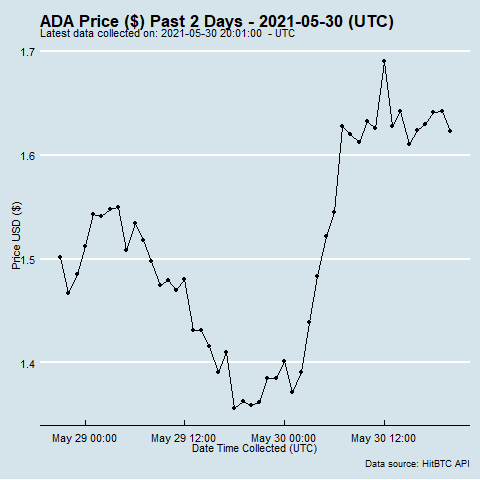 ADA Price ($) Past 2 Days - 2021-05-30 (UTC)
Latest data collected on: 2021-05-30 20:01:00  - UTC
1.7
1.6
1.5
1.4
Price USD ($)
May 29 00:00
May 29 12:00
May 30 00:00
May 30 12:00
Date Time Collected (UTC)
Data source: HitBTC API